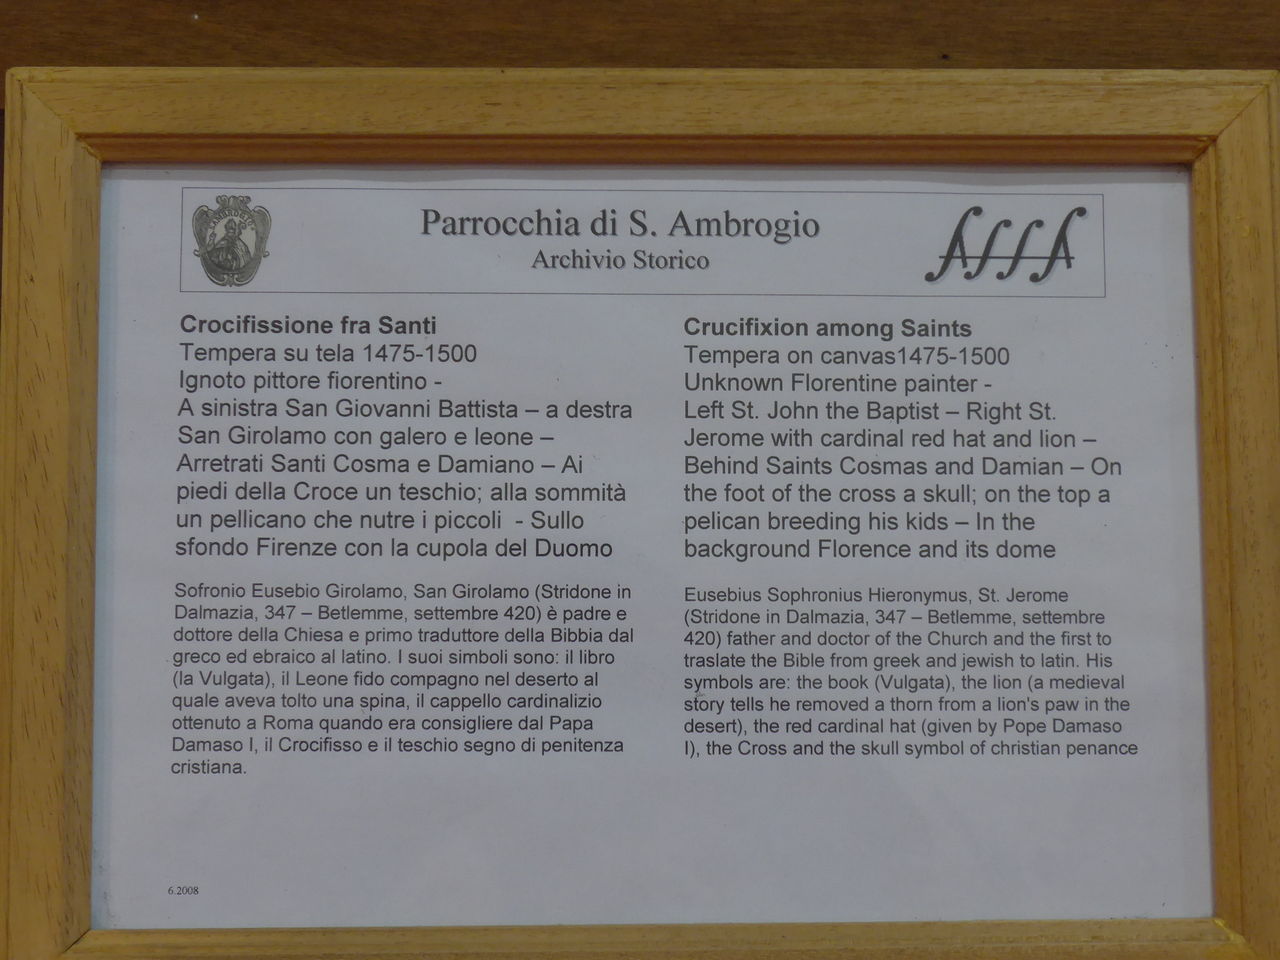 Parrocchia di S. Ambrogio
Archivio Storico
Crocifissione fra Santi
Tempera su tela 1475-1500
Ignoto pittore fiorentino -
A sinistra San Giovanni Battista – a destra
San Girolamo con galero e leone –
Arretrati Santi Cosma e Damiano – Ai
piedi della Croce un teschio; alla sommità
un pellicano che nutre i piccoli - Sullo
sfondo Firenze con la cupola del Duomo
Sofronio Eusebio Girolamo, San Girolamo (Stridone in
Dalmazia, 347 – Betlemme, settembre 420) è padre e
dottore della Chiesa e primo traduttore della Bibbia dal
greco ed ebraico al latino. I suoi simboli sono: il libro
(la Vulgata), il Leone fido compagno nel deserto al
quale aveva tolto una spina, il cappello cardinalizio
ottenuto a Roma quando era consigliere dal Papa
Damaso I, il Crocifisso e il teschio segno di penitenza
cristiana.
Crucifixion among Saints
Tempera on canvas1475-1500
Unknown Florentine painter -
Left St. John the Baptist – Right St.
Jerome with cardinal red hat and lion –
Behind Saints Cosmas and Damian – On
the foot of the cross a skull; on the top a
pelican breeding his kids – In the
background Florence and its dome
Eusebius Sophronius Hieronymus, St. Jerome
(Stridone in Dalmazia, 347 – Betlemme, settembre
420) father and doctor of the Church and the first to
traslate the Bible from greek and jewish to latin. His
symbols are: the book (Vulgata), the lion (a medieval
story tells he removed a thorn from a lion's paw in the
desert), the red cardinal hat (given by Pope Damaso
I), the Cross and the skull symbol of christian penance
6.2008